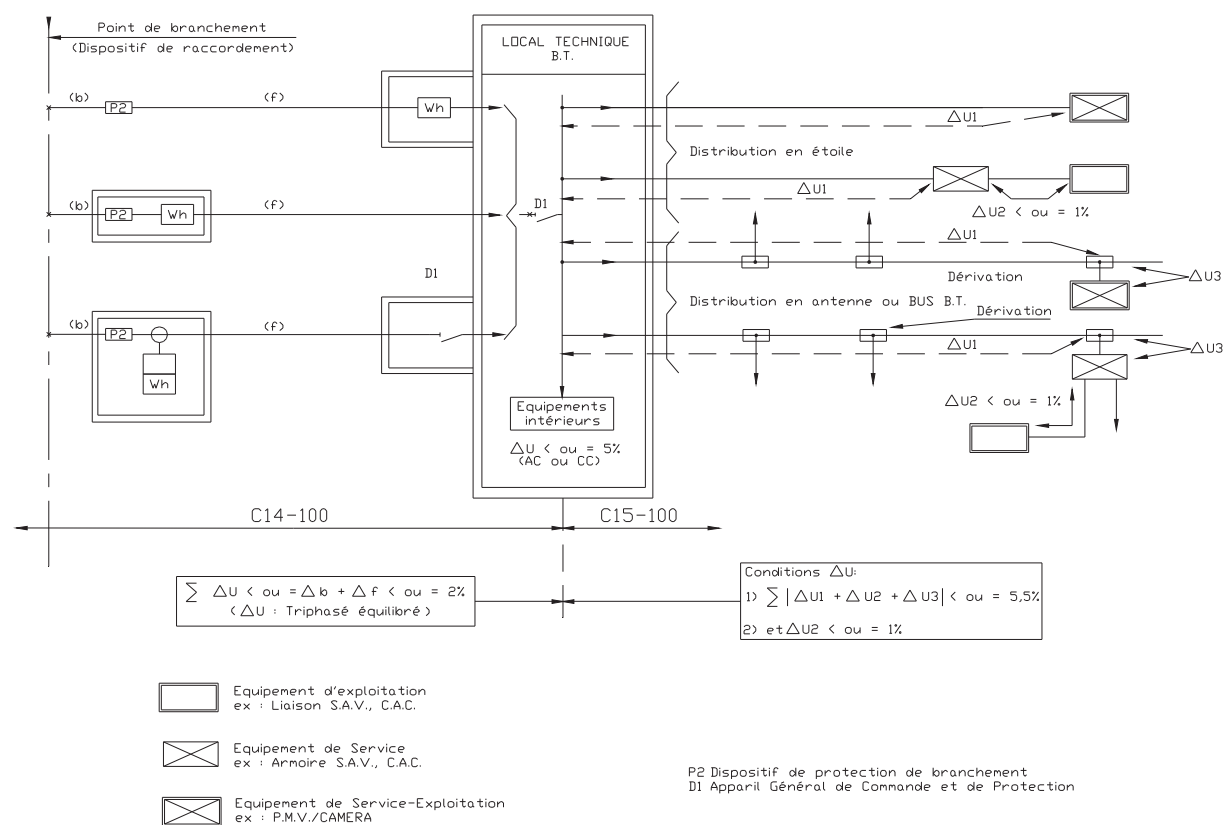 Point de branchement
(Dispositif de raccordement)
LOCAL TECHNIQUE
B.T.
(b)
P2
(f)
Wh
△U1
Distribution en étoile
△U1
△U2 < ou = 1%
(b)
P2
Wh
(f)
D1
△U1
D1
Dérivation
△U3
Distribution en antenne ou BUS B.T.
Dérivation
(b)
P2
(f)
Wh
△U1
△U3
△U2 < ou = 1%
Equipements
intérieurs
△U < ou = 5%
(AC ou CC)
C14-100
C15-100
∑ △U < ou = △b + △f < ou = 2%
(△U : Triphasé équilibré)
Conditions △U:
1) ∑ |△U1 + △U2 + △U3| < ou = 5,5%
2) et △U2 < ou = 1%
Equipement d'exploitation
ex : Liaison S.A.V., C.A.C.
Equipement de Service
ex : Armoire S.A.V., C.A.C.
Equipement de Service-Exploitation
ex : P.M.V./CAMERA
P2 Dispositif de protection de branchement
D1 Apparil Général de Commande et de Protection